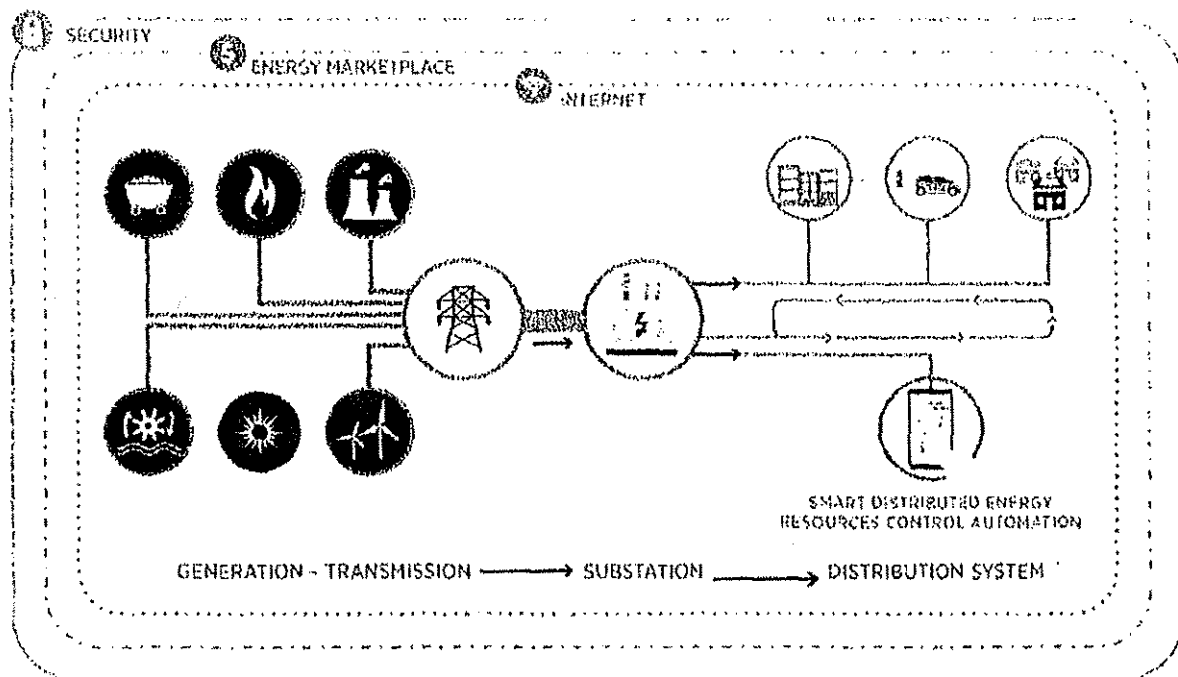 SECURITY
ENERGY MARKETPLACE
INTERNET
SMART DISTRIBUTED ENERGY
RESOURCES CONTROL AUTOMATION
GENERATION - TRANSMISSION
SUBSTATION
DISTRIBUTION SYSTEM